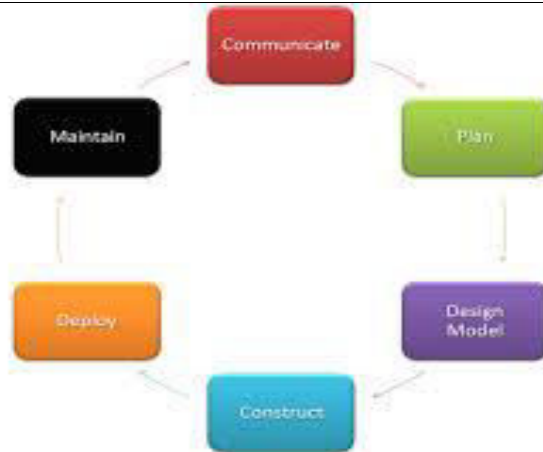 Communicate
Plan
Design
Model
Construct
Deploy
Maintain